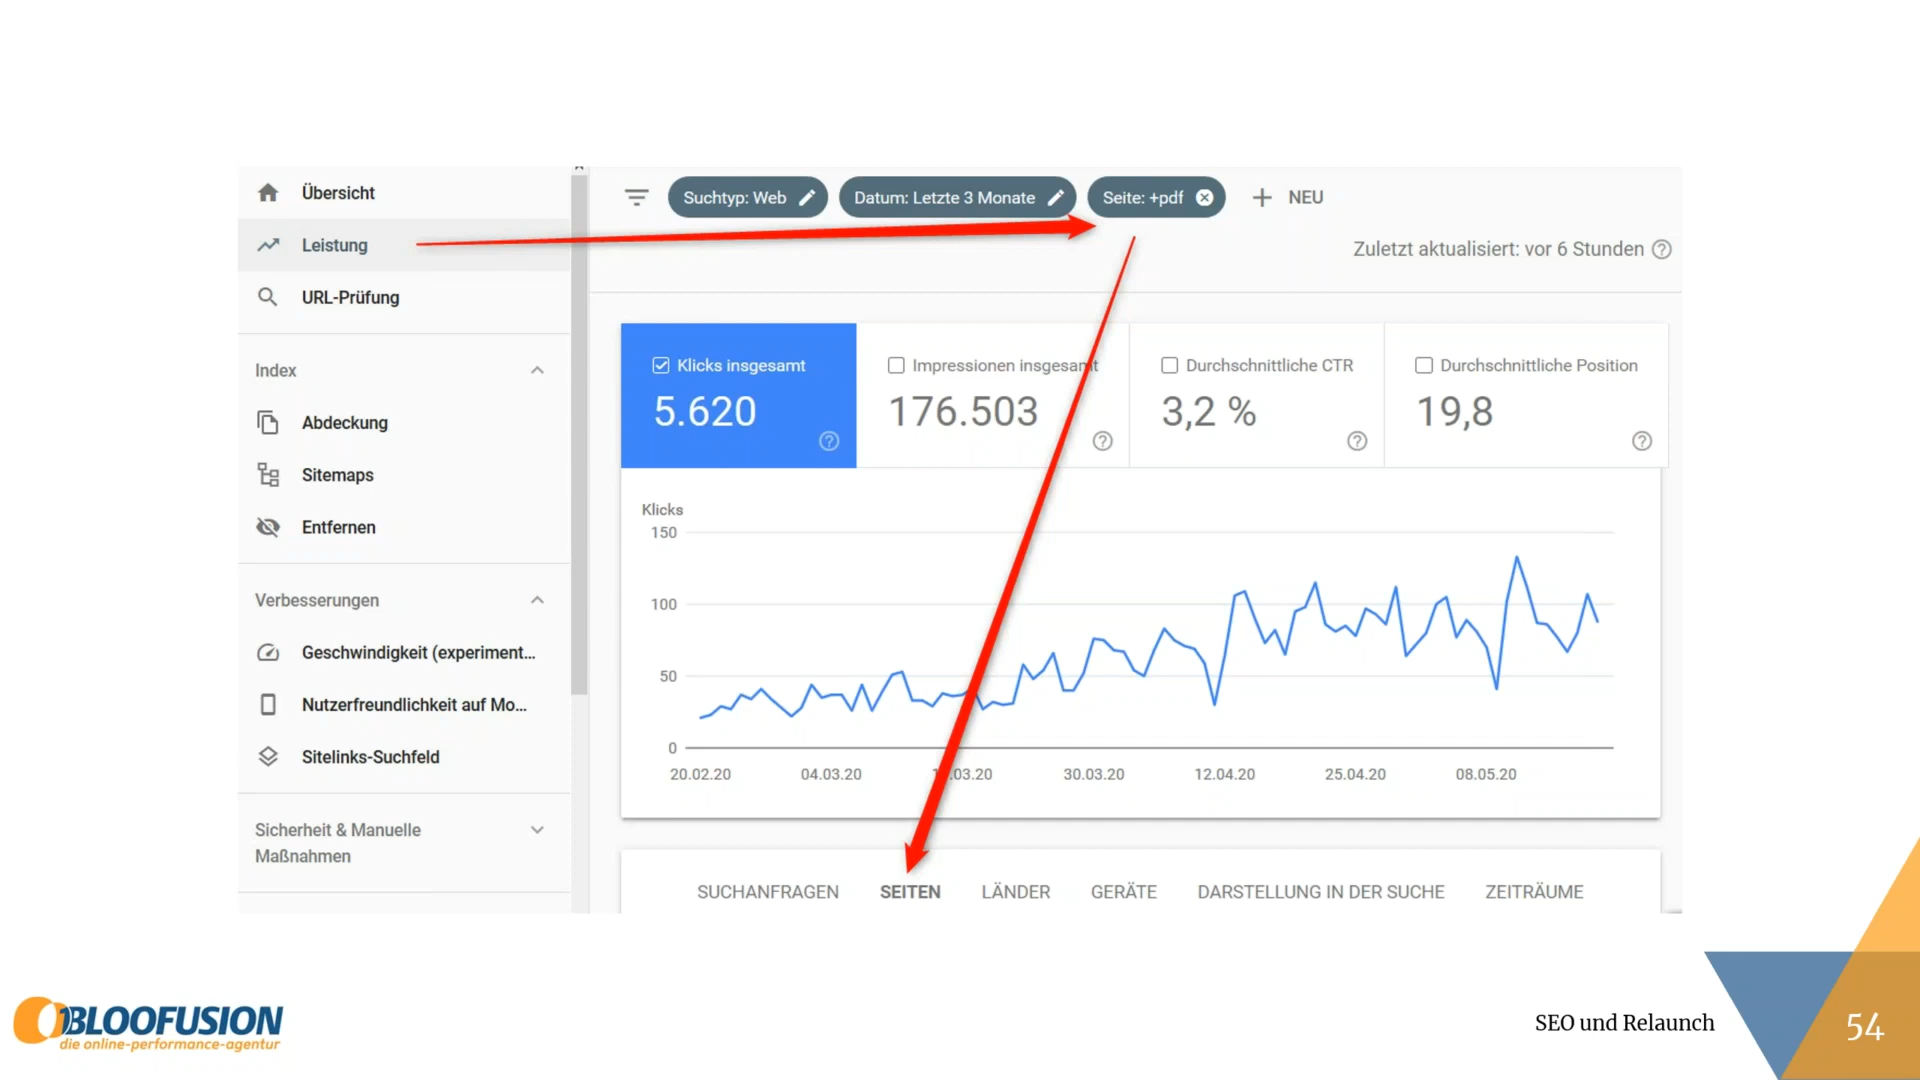 Übersicht
Leistung
URL-Prüfung
Index
Abdeckung
Sitemaps
Entfernen
Verbesserungen
Geschwindigkeit (experiment...
Nutzerfreundlichkeit auf Mo...
Sitelinks-Suchfeld
Sicherheit & Manuelle
Maßnahmen
Suchtyp: Web
Datum: Letzte 3 Monate
Seite: +pdf
NEU
Zuletzt aktualisiert: vor 6 Stunden
Klicks insgesamt
5.620
Impressionen insgesamt
176.503
Durchschnittliche CTR
3,2 %
Durchschnittliche Position
19,8
Klicks
150
100
50
0
20.02.20
04.03.20
30.03.20
12.04.20
25.04.20
08.05.20
SUCHANFRAGEN
SEITEN
LÄNDER
GERÄTE
DARSTELLUNG IN DER SUCHE
ZEITRÄUME
BLOOFUSION
die online-performance-agentur
SEO und Relaunch
54